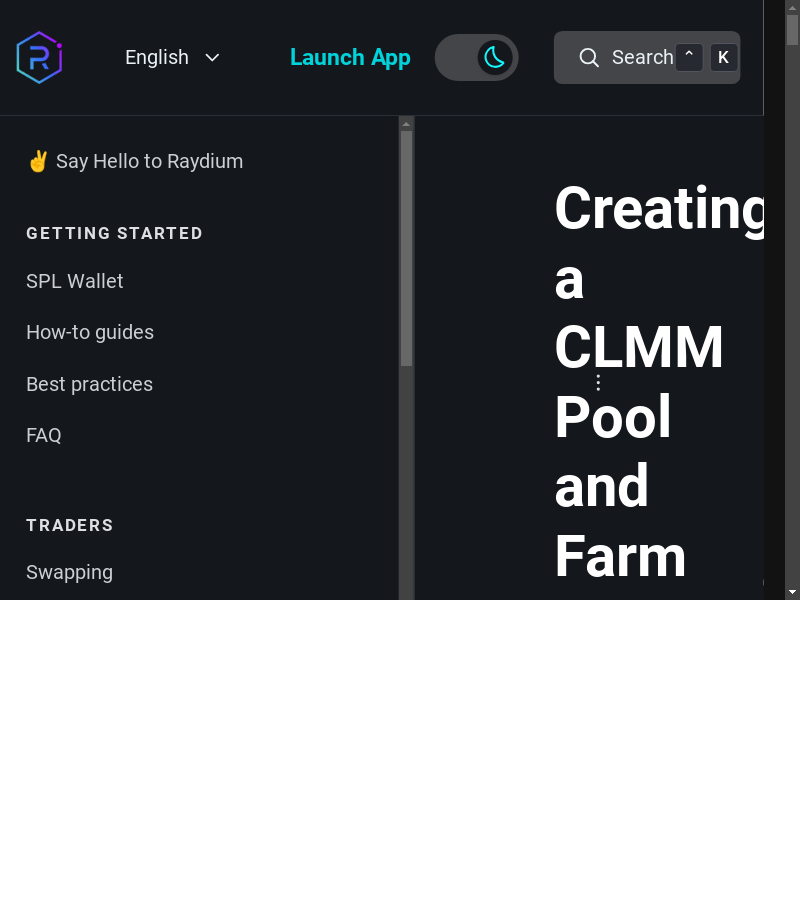 English
Launch App
Search
^
K
✌️ Say Hello to Raydium
GETTING STARTED
SPL Wallet
How-to guides
Best practices
FAQ
TRADERS
Swapping
Creating
a
CLMM
Pool
and
Farm